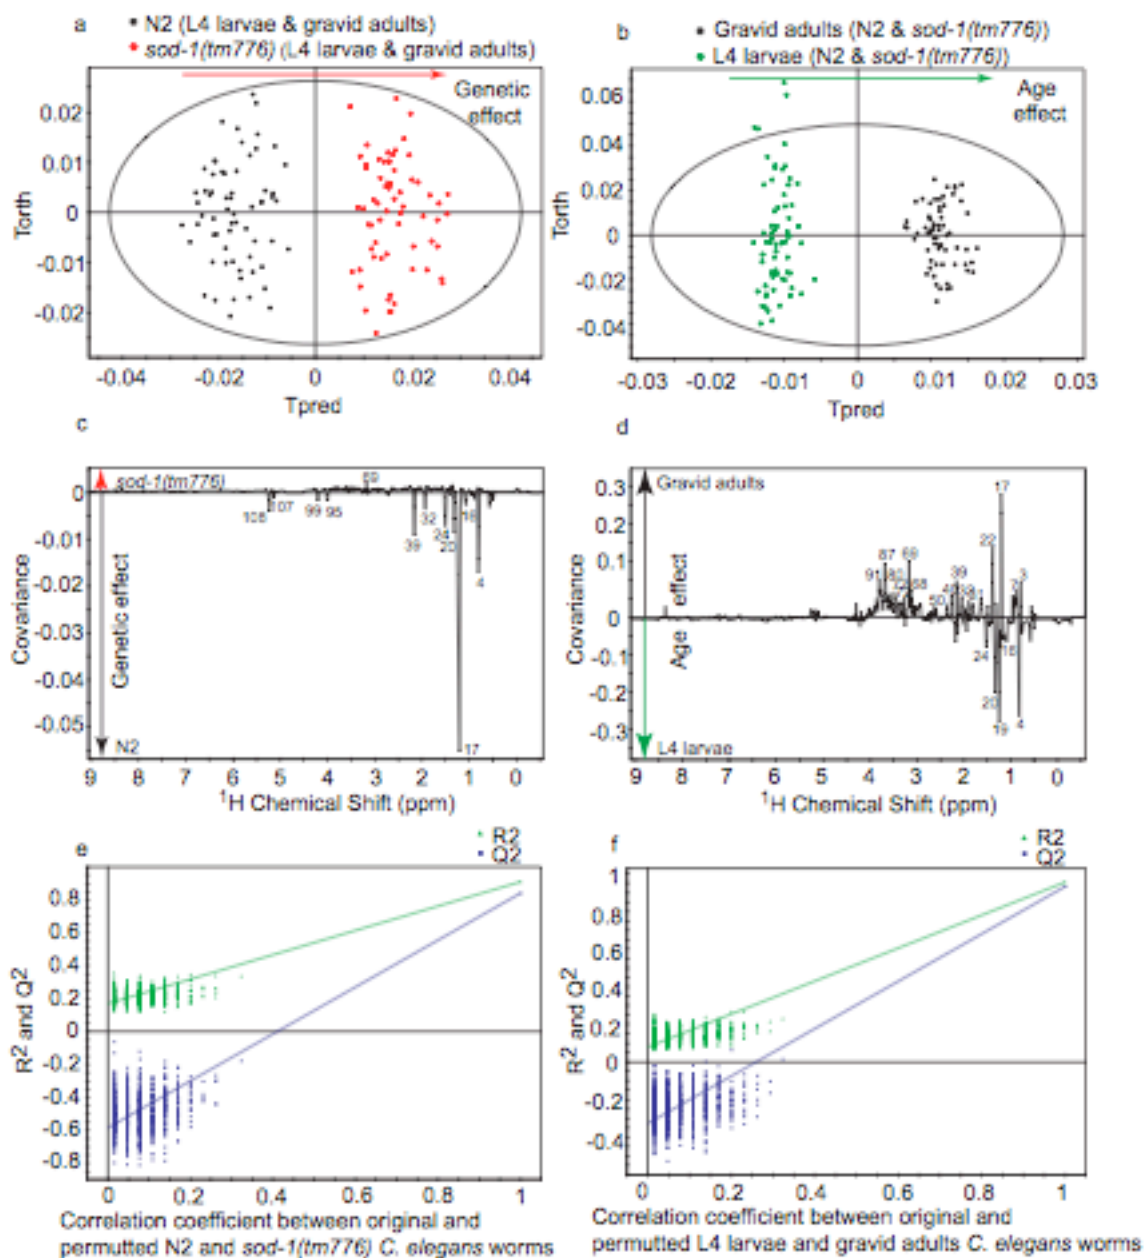 a
N2 (L4 larvae & gravid adults)
sod-1(tm776) (L4 larvae & gravid adults)
Genetic
effect
0.02
0.01
0
-0.01
-0.02
Torth
-0.04 -0.02 0 0.02 0.04
Tpred
b
Gravid adults (N2 & sod-1(tm776))
L4 larvae (N2 & sod-1(tm776))
Age
effect
0.06
0.04
0.02
0
-0.02
-0.04
Torth
-0.03 -0.02 -0.01 0 0.01 0.02 0.03
Tpred
c
sod-1(tm776)
0
-0.01
-0.02
-0.03
-0.04
-0.05
Covariance
Genetic effect
N2
69
108 107 99 95 39 32 24 20 18 4
17
9 8 7 6 5 4 3 2 1 0
1H Chemical Shift (ppm)
d
Gravid adults
0.3
0.2
0.1
0
-0.1
-0.2
-0.3
Covariance
Age effect
L4 larvae
17
22
87 69
9 39 3
68
50
24 18
20
19 4
9 8 7 6 5 4 3 2 1 0
1H Chemical Shift (ppm)
e
R2
Q2
0.8
0.6
0.4
0.2
0
-0.2
-0.4
-0.6
-0.8
R2 and Q2
0 0.2 0.4 0.6 0.8 1
Correlation coefficient between original and
permutted N2 and sod-1(tm776) C. elegans worms
f
R2
Q2
1
0.8
0.6
0.4
0.2
0
-0.2
-0.4
R2 and Q2
0 0.2 0.4 0.6 0.8 1
Correlation coefficient between original and
permutted L4 larvae and gravid adults C. elegans worms